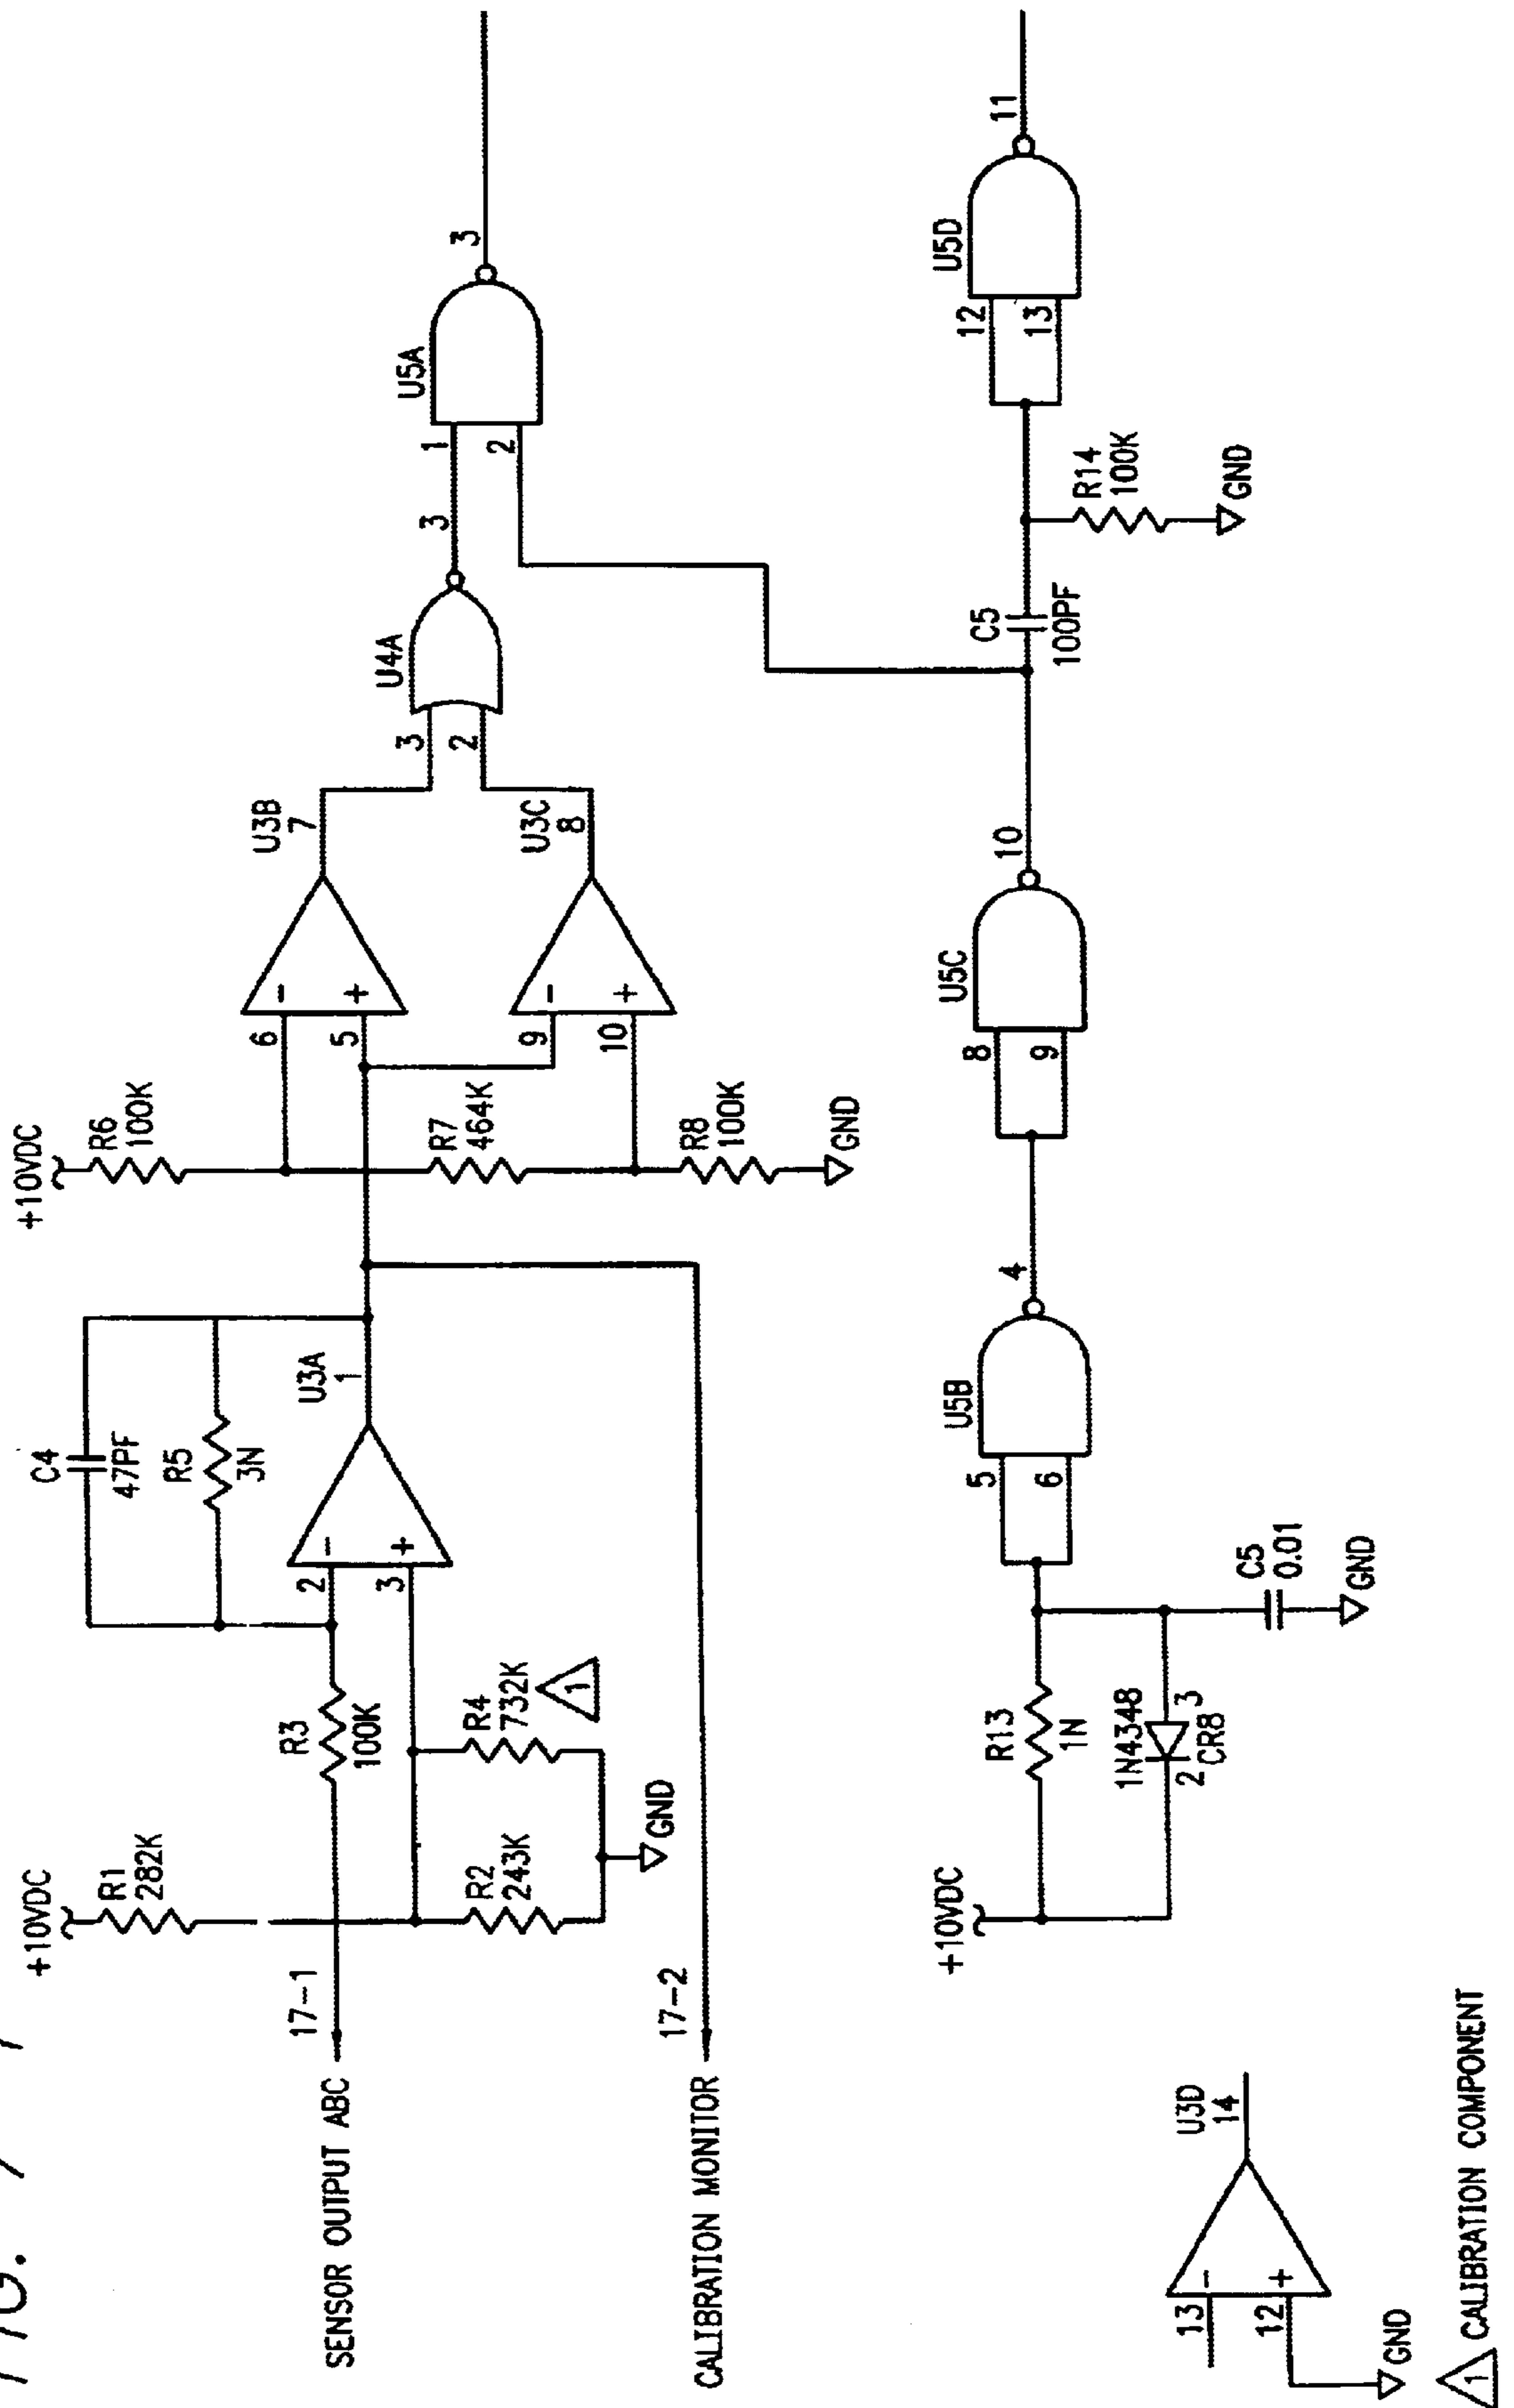 +10VDC
R1
282K
17-1
SENSOR OUTPUT ABC
R3
100K
R2
243K
R4
732K
1
GND
C4
47PF
R5
3N
2
-
3
+
U3A
1
17-2
CALIBRATION MONITOR
+10VDC
R6
100K
R7
464K
R8
100K
GND
6
-
5
+
U3B
7
9
-
10
+
U3C
8
3
2
U4A
3
1
2
U5A
3
+10VDC
R13
1N
1N4348
2
3
CR8
C5
0.01
GND
5
6
U5B
4
8
9
U5C
10
C5
100PF
R14
100K
GND
12
13
U5D
11
13
-
12
+
U3D
14
GND
1
CALIBRATION COMPONENT